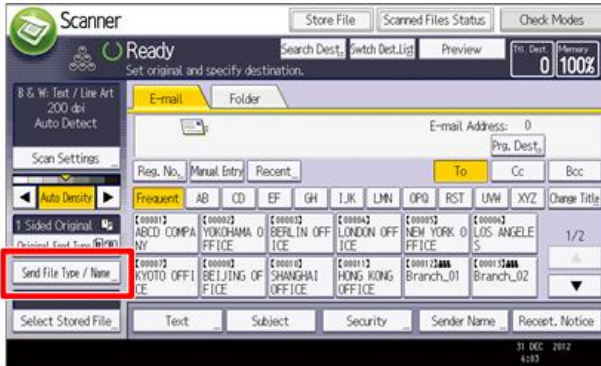 Scanner
Store File
Scanned Files Status
Check Modes
Ready
Search Dest.
Swtch Dest.List
Preview
Ttl. Dest.
0
Memory
100%
Set original and specify destination.
B & W: Text / Line Art
200 dpi
Auto Detect
Scan Settings
Auto Density
1 Sided Original
Original Feed Type
Send File Type / Name
Select Stored File
E-mail
Folder
E-mail Address: 0
Prg. Dest.
Reg. No.
Manual Entry
Recent
To
Cc
Bcc
Frequent
AB
CD
EF
GH
IJK
LMN
OPQ
RST
UVW
XYZ
Change Title
[00001]
ABCD COMPA
NY
[00002]
YOKOHAMA O
FFICE
[00003]
BERLIN OFF
ICE
[00004]
LONDON OFF
ICE
[00005]
NEW YORK O
FFICE
[00006]
LOS ANGELE
S
1/2
[00007]
KYOTO OFFI
CE
BEIJING OF
FICE
SHANGHAI
OFFICE
[00011]
HONG KONG
OFFICE
[00012]
Branch_01
[00013]
Branch_02
Text
Subject
Security
Sender Name
Recept. Notice
31 DEC 2012
6:03